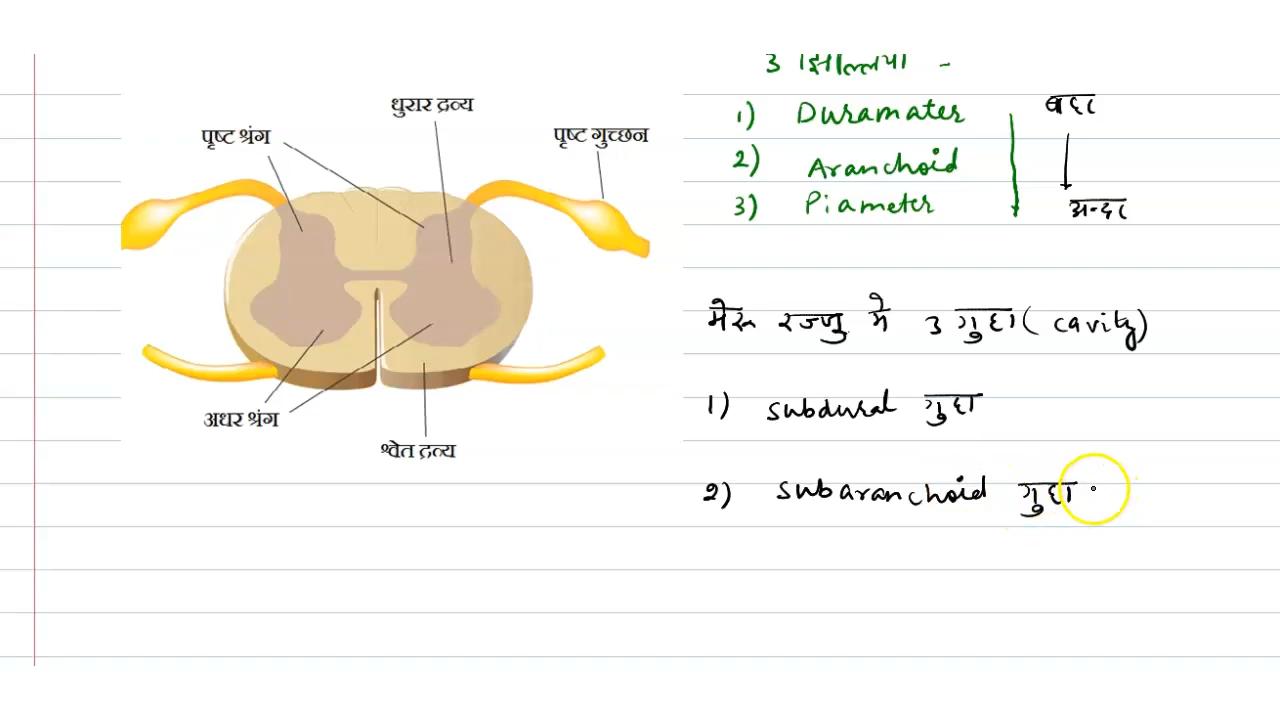 धुरार द्रव्य
पृष्ट श्रंग
पृष्ट गुच्छन
अधर श्रंग
श्वेत द्रव्य
3 झिल्लियां -
1) Duramater
2) Aranchoid
3) Piameter
बाहर
अन्दर
मेरु रज्जु में 3 गुहा ( cavity)
1) subdural गुहा
2) subaranchoid गुहा